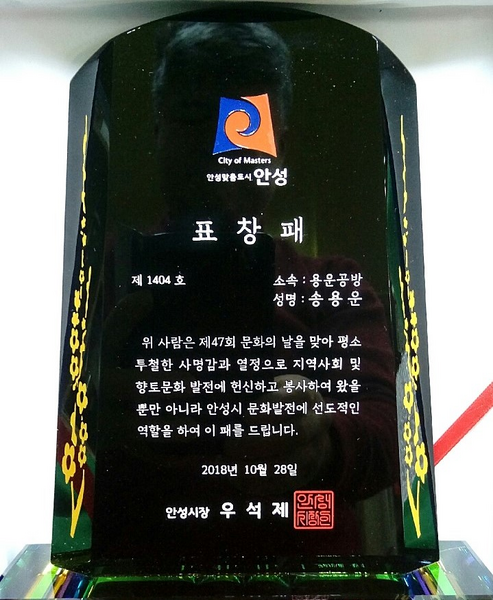 City of Masters
안성맞춤도시 안성
표 창 패
제 1404 호
소속 : 용운공방
성명 : 송 용 운
위 사람은 제47회 문화의 날을 맞아 평소
투철한 사명감과 열정으로 지역사회 및
향토문화 발전에 헌신하고 봉사하여 왔을
뿐만 아니라 안성시 문화발전에 선도적인
역할을 하여 이 패를 드립니다.
2018년 10월 28일
안성시장 우 석 제